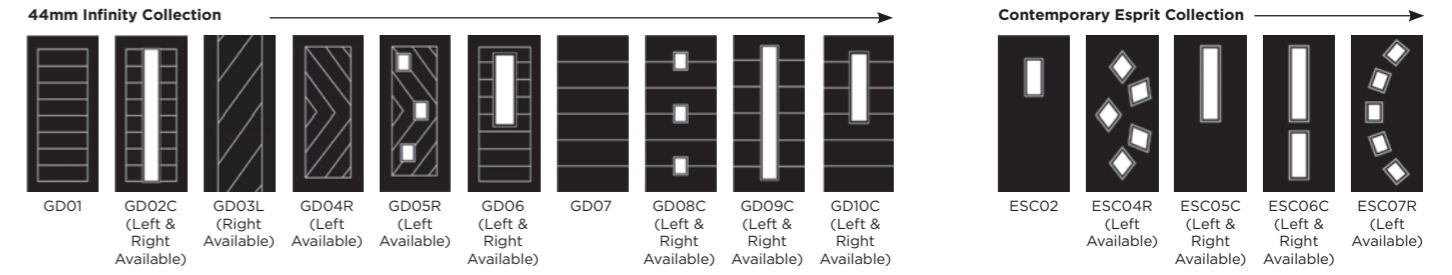 44mm Infinity Collection
Contemporary Esprit Collection
GD01
GD02C
(Left &
Right
Available)
GD03L
(Right
Available)
GD04R
(Left
Available)
GD05R
(Left
Available)
GD06
(Left &
Right
Available)
GD07
GD08C
(Left &
Right
Available)
GD09C
(Left &
Right
Available)
GD10C
(Left &
Right
Available)
ESC02
ESC04R
(Left
Available)
ESC05C
(Left &
Right
Available)
ESC06C
(Left &
Right
Available)
ESC07R
(Left
Available)